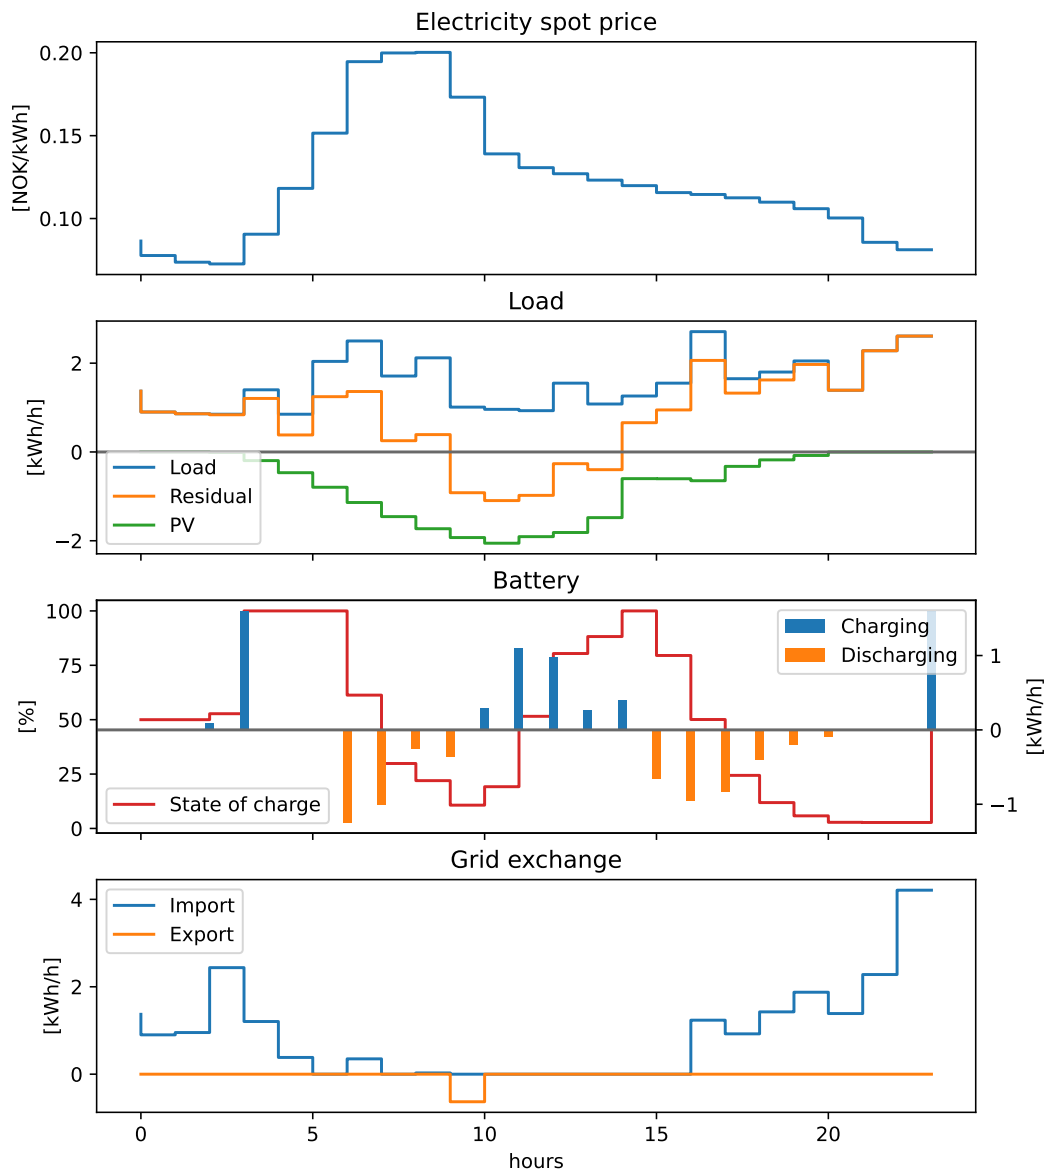 Electricity spot price
0.20
0.15
0.10
[NOK/kWh]
Load
2
0
−2
[kWh/h]
Load
Residual
PV
Battery
100
75
50
25
0
[%]
1
0
−1
[kWh/h]
Charging
Discharging
State of charge
Grid exchange
4
2
0
[kWh/h]
Import
Export
0 5 10 15 20
hours